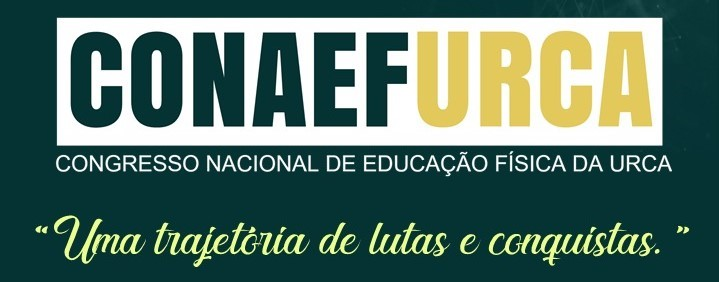 CONAEFURCA
CONGRESSO NACIONAL DE EDUCAÇÃO FÍSICA DA URCA
“Uma trajetória de lutas e conquistas.”